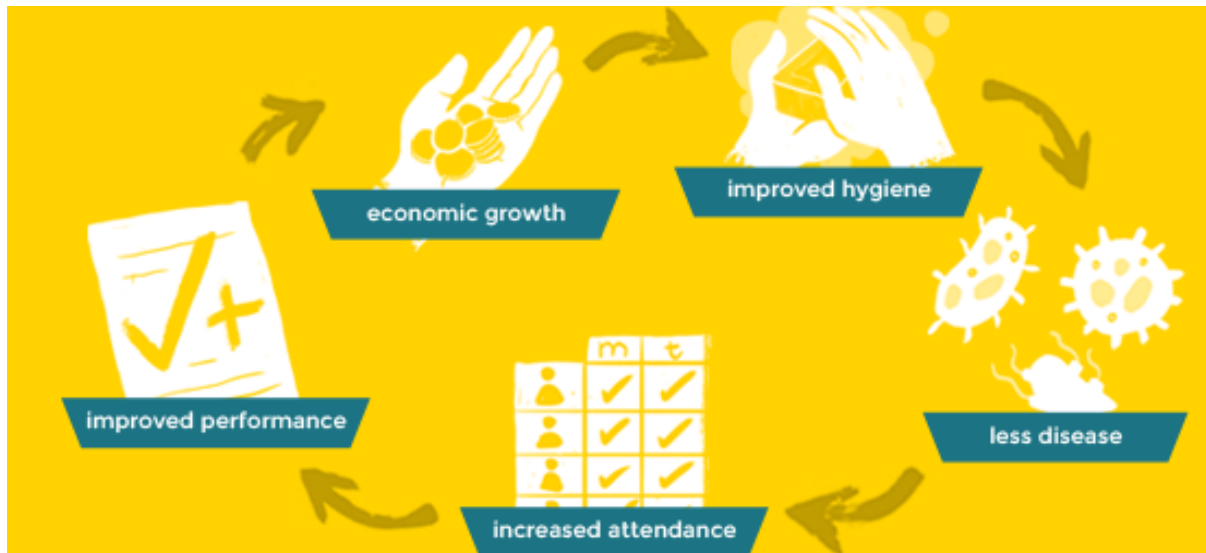 economic growth
improved hygiene
improved performance
m t
less disease
increased attendance